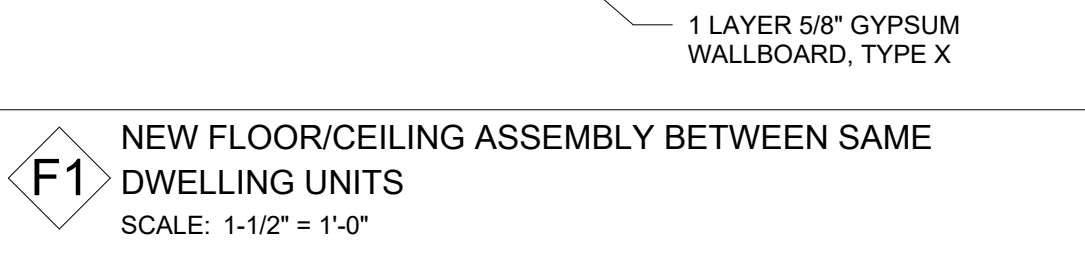 1 LAYER 5/8" GYPSUM
WALLBOARD, TYPE X
F1
NEW FLOOR/CEILING ASSEMBLY BETWEEN SAME
DWELLING UNITS
SCALE: 1-1/2" = 1'-0"